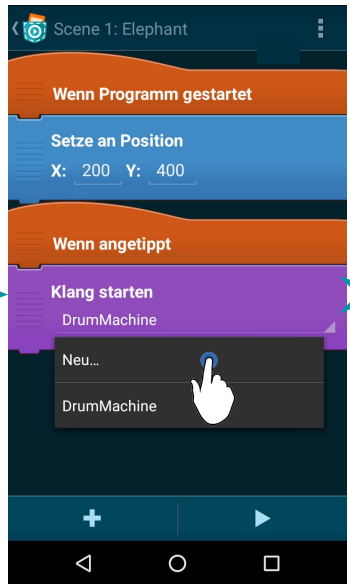 Scene 1: Elephant
Wenn Programm gestartet
Setze an Position
X: 200 Y: 400
Wenn angetippt
Klang starten
DrumMachine
Neu...
DrumMachine